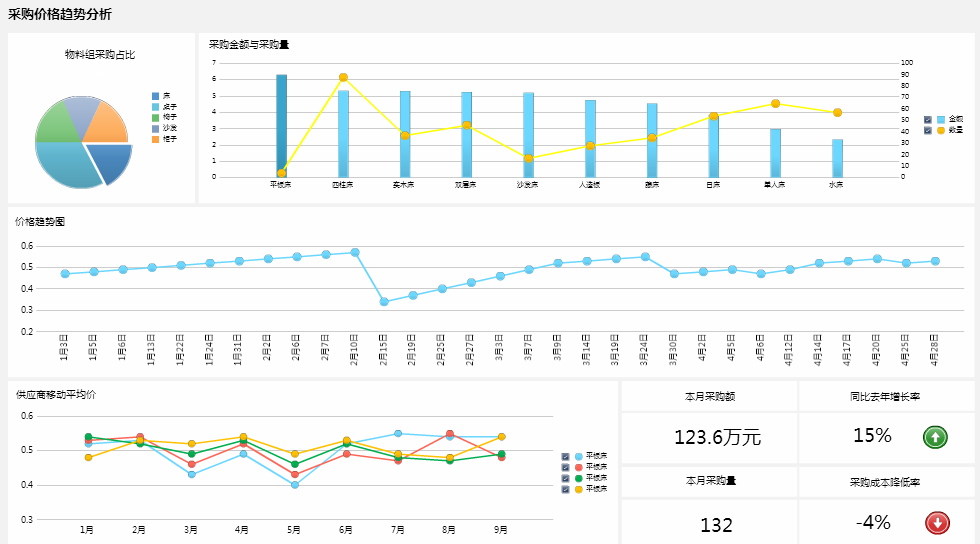 采购价格趋势分析
物料组采购占比
床
桌子
椅子
沙发
柜子
采购金额与采购量
7
6
5
4
3
2
1
0
100
90
80
70
60
50
40
30
20
10
0
平板床 四柱床 实木床 双层床 沙发床 人造板 藤床 日床 单人床 水床
金额
数量
价格趋势图
0.6
0.5
0.4
0.3
0.2
1月3日 1月5日 1月6日 1月13日 1月22日 1月24日 1月31日 2月2日 2月6日 2月7日 2月10日 2月15日 2月19日 2月25日 2月27日 3月3日 3月7日 3月9日 3月14日 3月19日 3月24日 3月30日 4月2日 4月5日 4月6日 4月12日 4月14日 4月17日 4月20日 4月25日 4月28日
供应商移动平均价
0.6
0.5
0.4
0.3
1月 2月 3月 4月 5月 6月 7月 8月 9月
平板床
平板床
平板床
平板床
本月采购额
123.6万元
同比去年增长率
15%
本月采购量
132
采购成本降低率
-4%